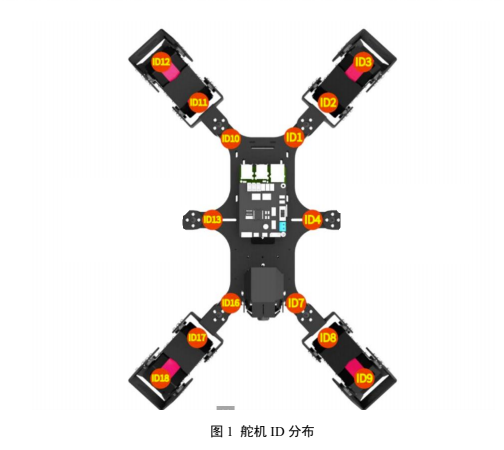 ID12
ID3
ID11
ID2
ID10
ID1
ID13
ID4
ID16
ID7
ID17
ID8
ID18
ID9
图 1 舵机 ID 分布